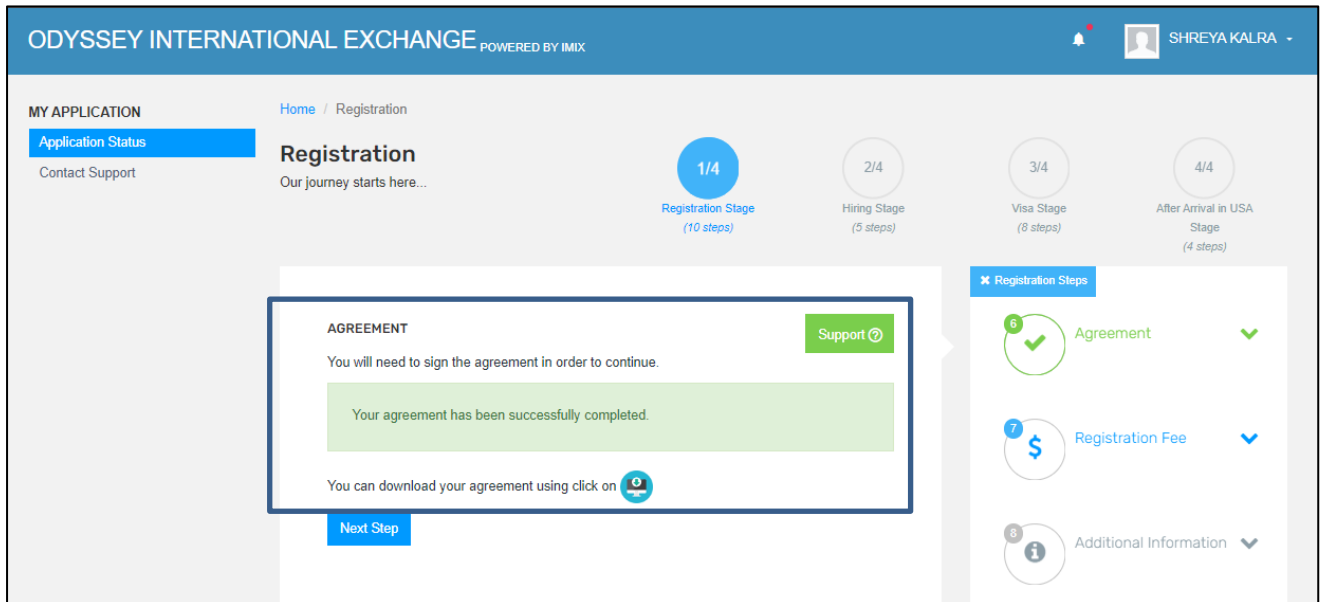 ODYSSEY INTERNATIONAL EXCHANGE POWERED BY IMIX
SHREYA KALRA
MY APPLICATION
Application Status
Contact Support
Home / Registration
Registration
Our journey starts here...
1/4
Registration Stage
(10 steps)
2/4
Hiring Stage
(5 steps)
3/4
Visa Stage
(8 steps)
4/4
After Arrival in USA
Stage
(4 steps)
AGREEMENT
Support
You will need to sign the agreement in order to continue.
Your agreement has been successfully completed.
You can download your agreement using click on
Next Step
Registration Steps
6
Agreement
7
$
Registration Fee
8
Additional Information